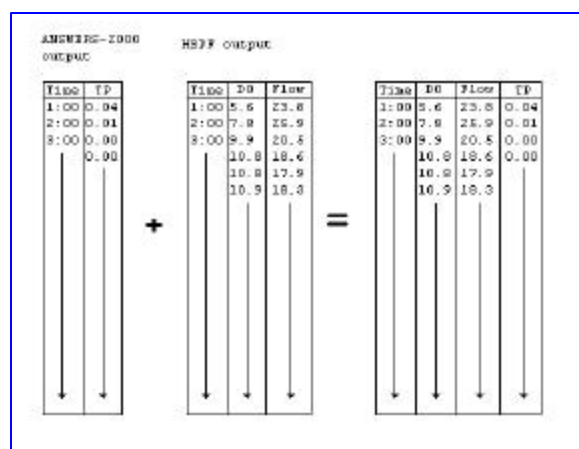 ANSWERS-2000
output
HSPF output
Time TP
1:00 0.04
2:00 0.01
3:00 0.00
0.00
+
Time DO Flow
1:00 5.6 23.8
2:00 7.8 25.9
3:00 9.9 20.5
10.8 18.6
10.8 17.9
10.9 18.3
=
Time DO Flow TP
1:00 5.6 23.8 0.04
2:00 7.8 25.9 0.01
3:00 9.9 20.5 0.00
10.8 18.6 0.00
10.8 17.9
10.9 18.3